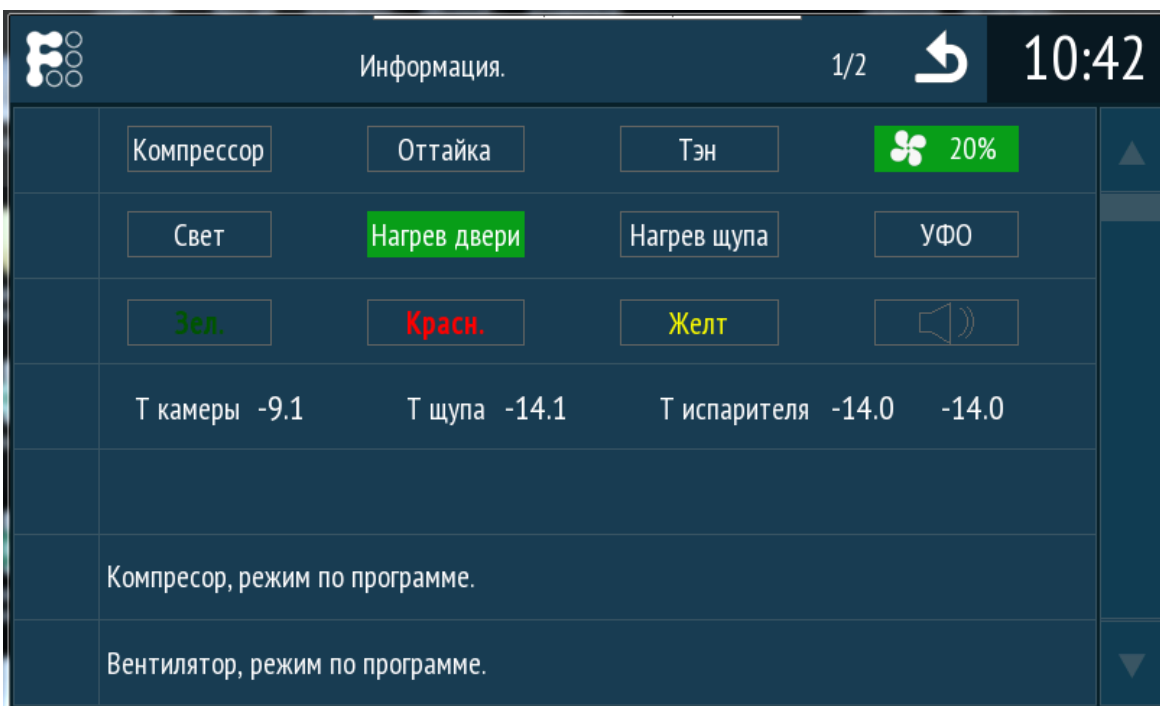 Информация. 1/2 10:42
Компрессор Оттайка Тэн 20%
Свет Нагрев двери Нагрев щупа УФО
Зел. Красн. Желт
Т камеры -9.1 Т щупа -14.1 Т испарителя -14.0 -14.0
Компресор, режим по программе.
Вентилятор, режим по программе.